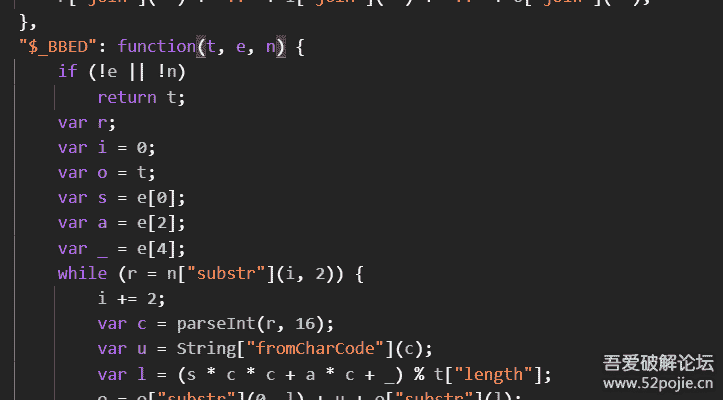 },
"$_BBED": function(t, e, n) {
if (!e || !n)
return t;
var r;
var i = 0;
var o = t;
var s = e[0];
var a = e[2];
var _ = e[4];
while (r = n["substr"](i, 2)) {
i += 2;
var c = parseInt(r, 16);
var u = String["fromCharCode"](c);
var l = (s * c * c + a * c + _) % t["length"];
吾爱破解论坛
www.52pojie.cn